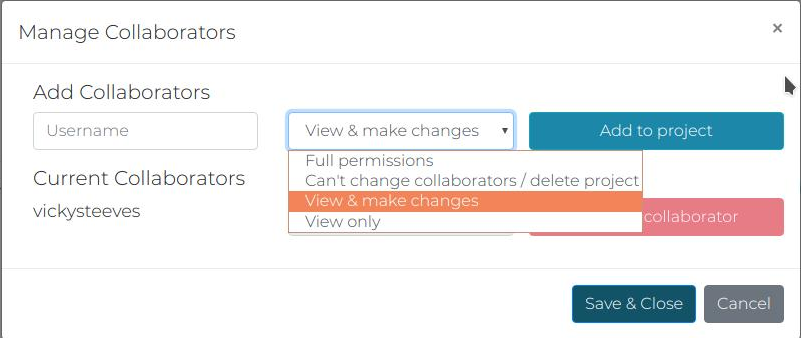 Manage Collaborators
×
Add Collaborators
Username
View & make changes
Add to project
Full permissions
Can't change collaborators / delete project
View & make changes
View only
Current Collaborators
vickysteeves
collaborator
Save & Close
Cancel